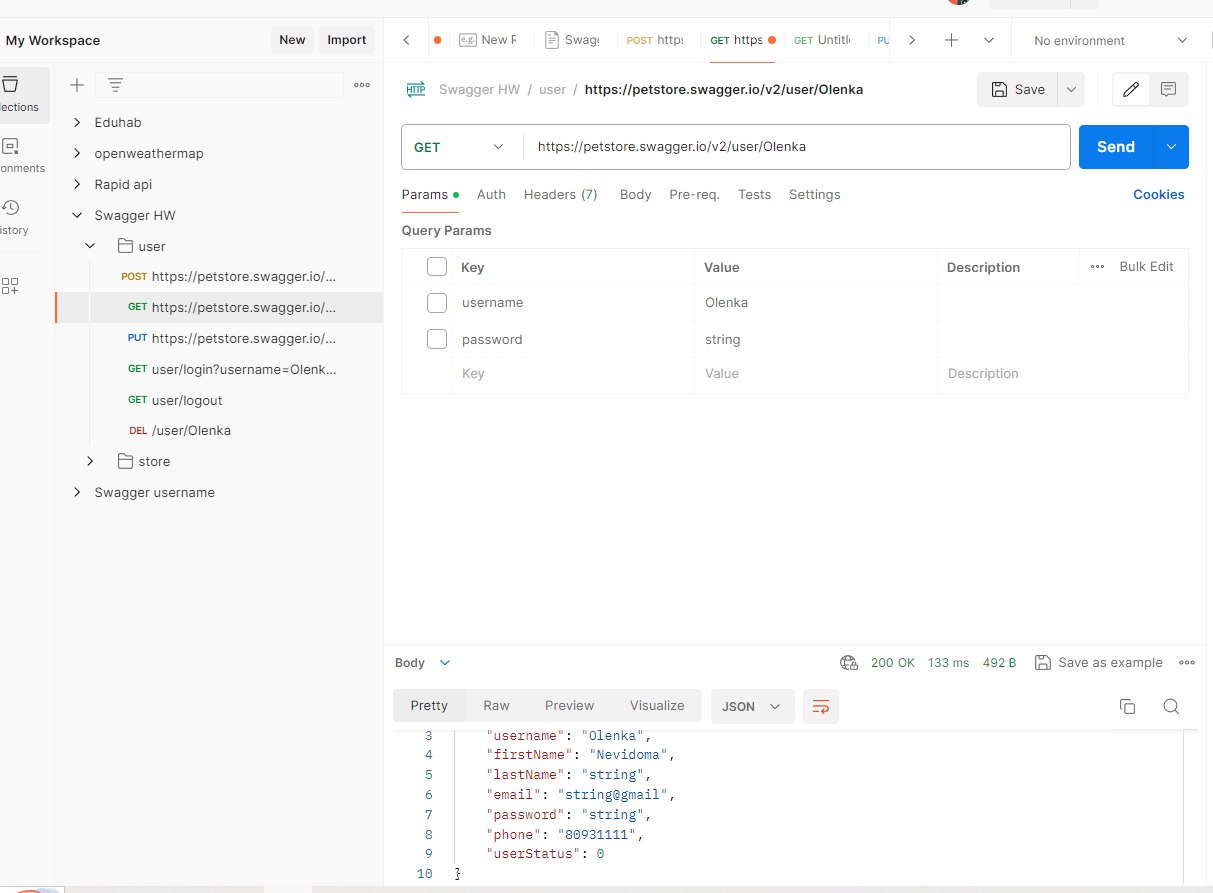 My Workspace
New
Import
e.g. New R
Swagg
POST https
GET https
GET Untitl
PU
No environment
lections
onments
istory
Eduhab
openweathermap
Rapid api
Swagger HW
user
POST https://petstore.swagger.io/...
GET https://petstore.swagger.io/...
PUT https://petstore.swagger.io/...
GET user/login?username=Olenk...
GET user/logout
DEL /user/Olenka
store
Swagger username
HTTP Swagger HW / user / https://petstore.swagger.io/v2/user/Olenka
Save
GET https://petstore.swagger.io/v2/user/Olenka
Send
Params Auth Headers (7) Body Pre-req. Tests Settings
Cookies
Query Params
Key Value Description ••• Bulk Edit
username Olenka
password string
Key Value Description
Body
200 OK 133 ms 492 B Save as example
Pretty Raw Preview Visualize JSON
3 "username": "Olenka",
4 "firstName": "Nevidoma",
5 "lastName": "string",
6 "email": "string@gmail",
7 "password": "string",
8 "phone": "80931111",
9 "userStatus": 0
10 }